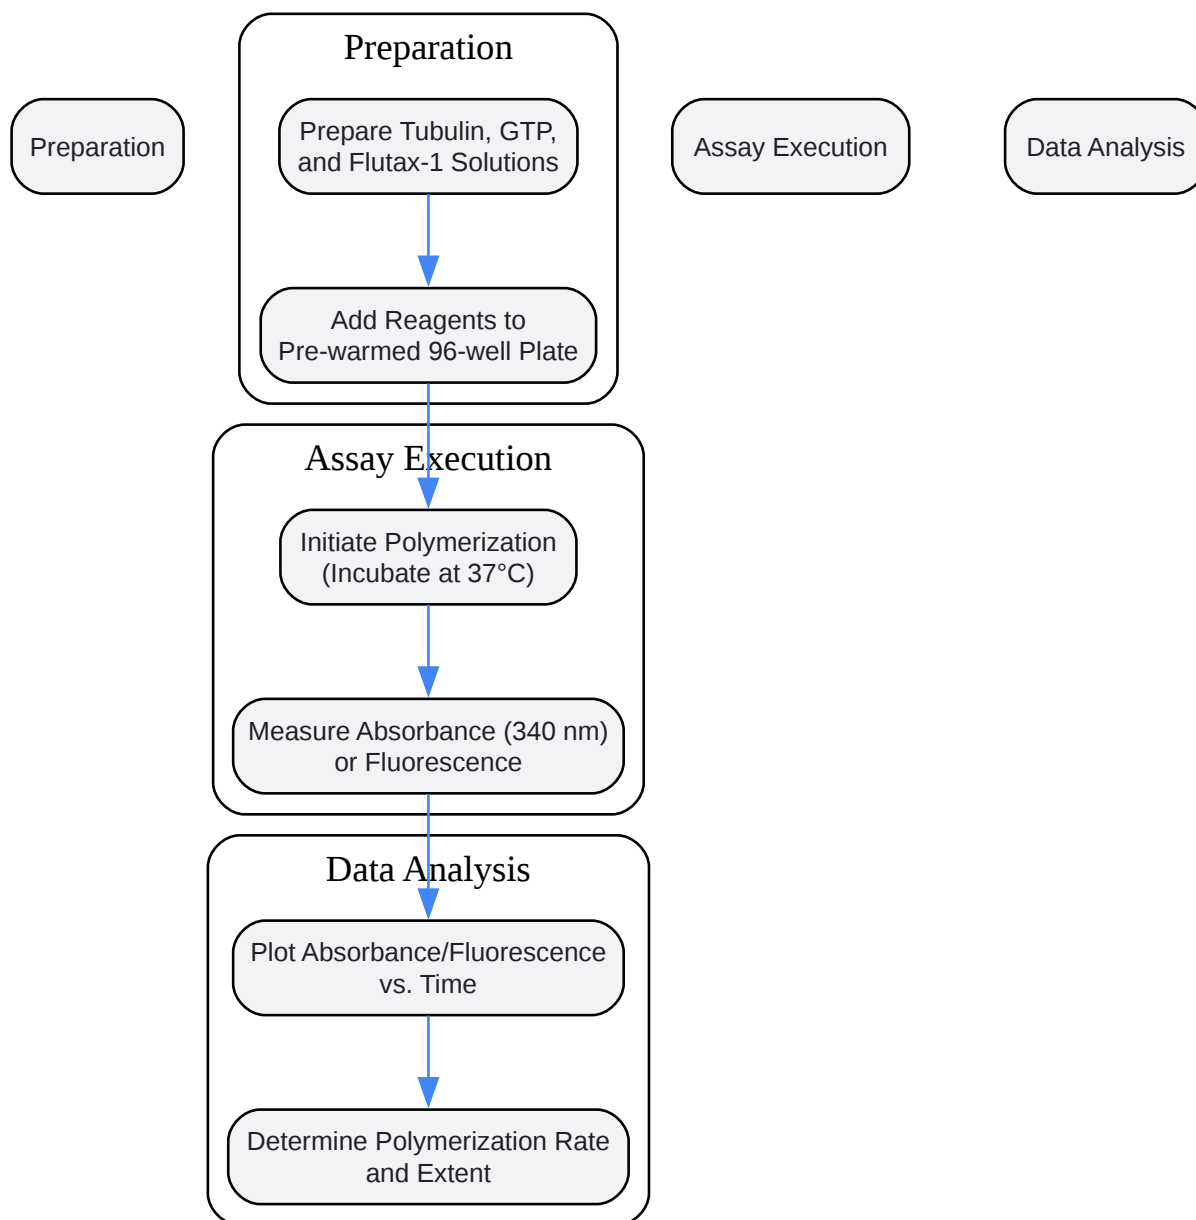 Preparation
Preparation
Prepare Tubulin, GTP,
and Flutax-1 Solutions
Assay Execution
Data Analysis
Add Reagents to
Pre-warmed 96-well Plate
Assay Execution
Initiate Polymerization
(Incubate at 37°C)
Measure Absorbance (340 nm)
or Fluorescence
Data Analysis
Plot Absorbance/Fluorescence
vs. Time
Determine Polymerization Rate
and Extent